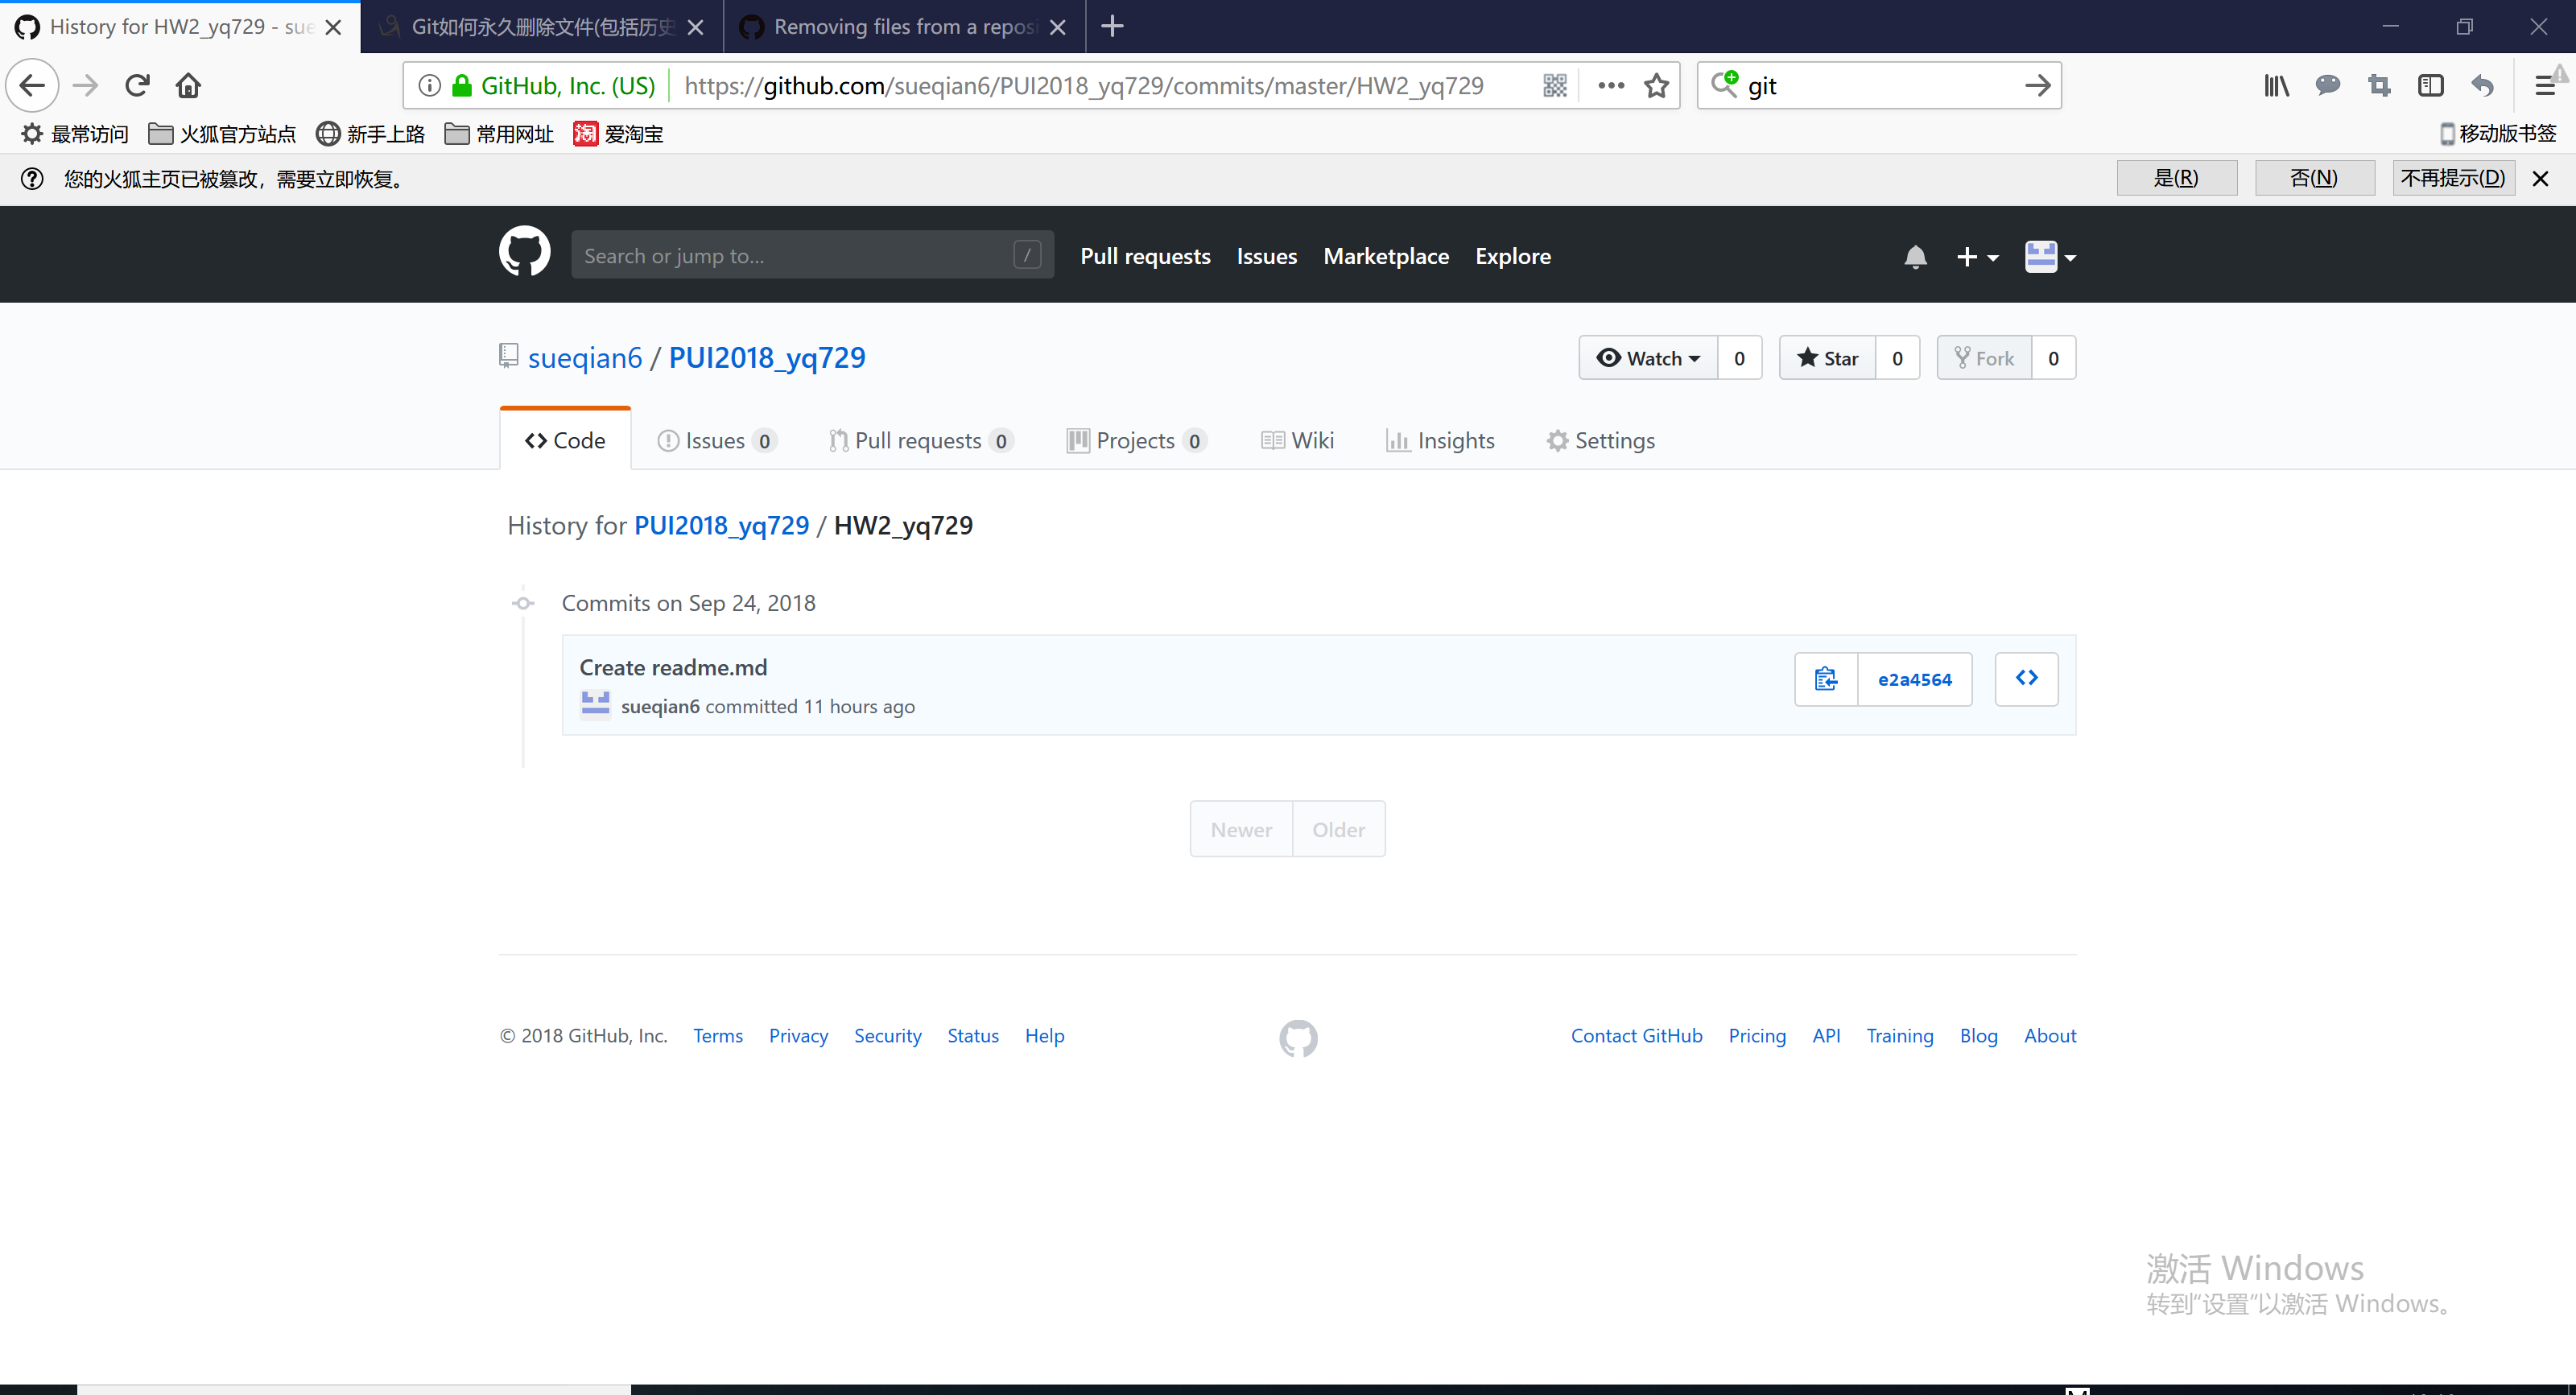 History for HW2_yq729 - sue
Git如何永久删除文件(包括历史
Removing files from a reposi
GitHub, Inc. (US)
https://github.com/sueqian6/PUI2018_yq729/commits/master/HW2_yq729
git
最常访问 火狐官方站点 新手上路 常用网址 淘 爱淘宝 移动版书签
您的火狐主页已被篡改，需要立即恢复。 是(R) 否(N) 不再提示(D)
Search or jump to... / Pull requests Issues Marketplace Explore
sueqian6 / PUI2018_yq729 Watch 0 Star 0 Fork 0
Code Issues 0 Pull requests 0 Projects 0 Wiki Insights Settings
History for PUI2018_yq729 / HW2_yq729
Commits on Sep 24, 2018
Create readme.md
sueqian6 committed 11 hours ago
e2a4564
Newer Older
© 2018 GitHub, Inc. Terms Privacy Security Status Help Contact GitHub Pricing API Training Blog About
激活 Windows
转到“设置”以激活 Windows。